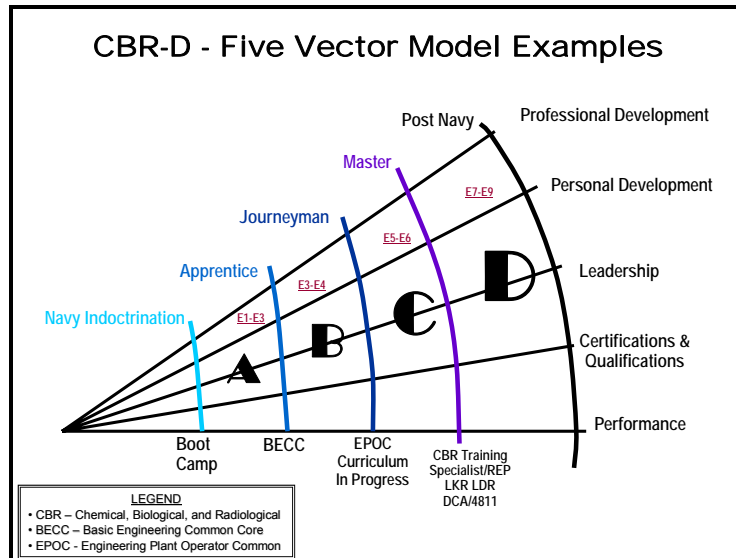 CBR-D - Five Vector Model Examples
Post Navy
Professional Development
Master
Personal Development
E7-E9
Journeyman
E5-E6
Apprentice
Leadership
E3-E4
D
Navy Indoctrination
E1-E3
C
B
Certifications &
Qualifications
A
Performance
Boot
Camp
BECC
EPOC
Curriculum
In Progress
CBR Training
Specialist/REP
LKR LDR
DCA/4811
LEGEND
• CBR – Chemical, Biological, and Radiological
• BECC – Basic Engineering Common Core
• EPOC - Engineering Plant Operator Common